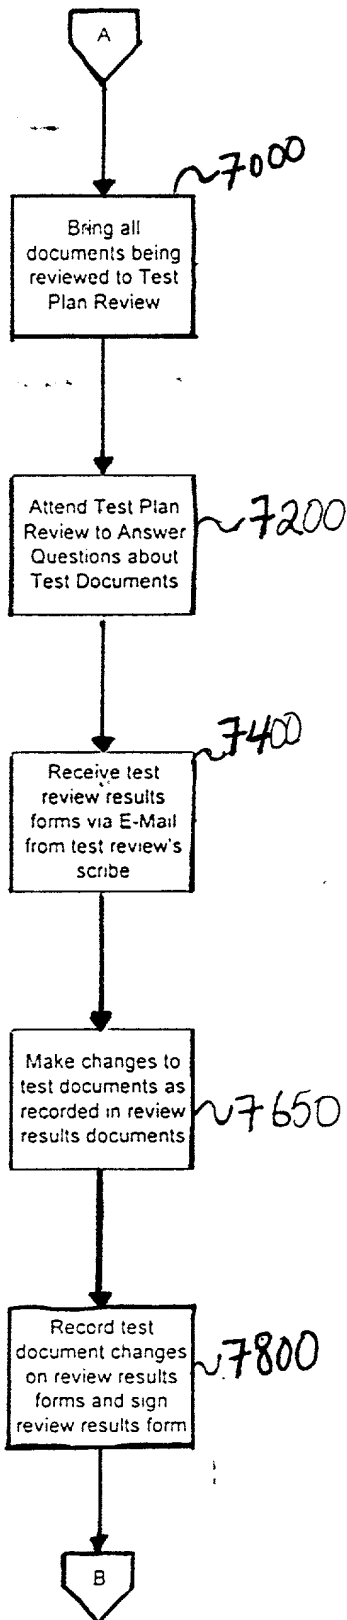 A
7000
Bring all
documents being
reviewed to Test
Plan Review
Attend Test Plan
Review to Answer
Questions about
Test Documents
7200
7400
Receive test
review results
forms via E-Mail
from test review's
scribe
Make changes to
test documents as
recorded in review
results documents
7650
Record test
document changes
on review results
forms and sign
review results form
7800
B